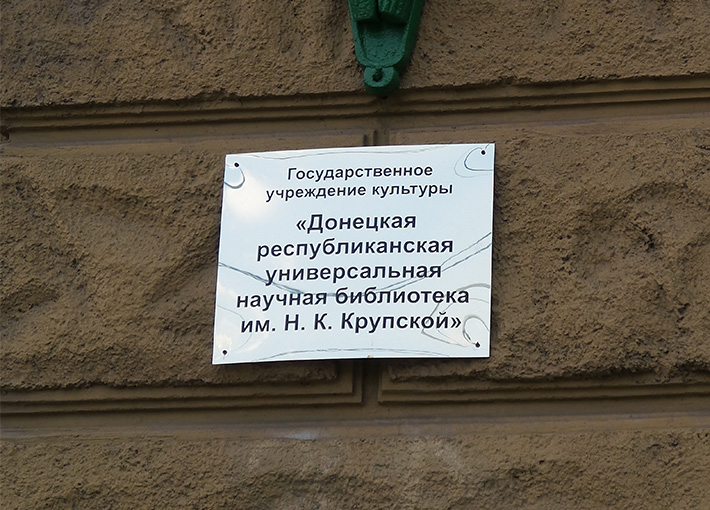 Государственное
учреждение культуры
«Донецкая
республиканская
универсальная
научная библиотека
им. Н. К. Крупской»